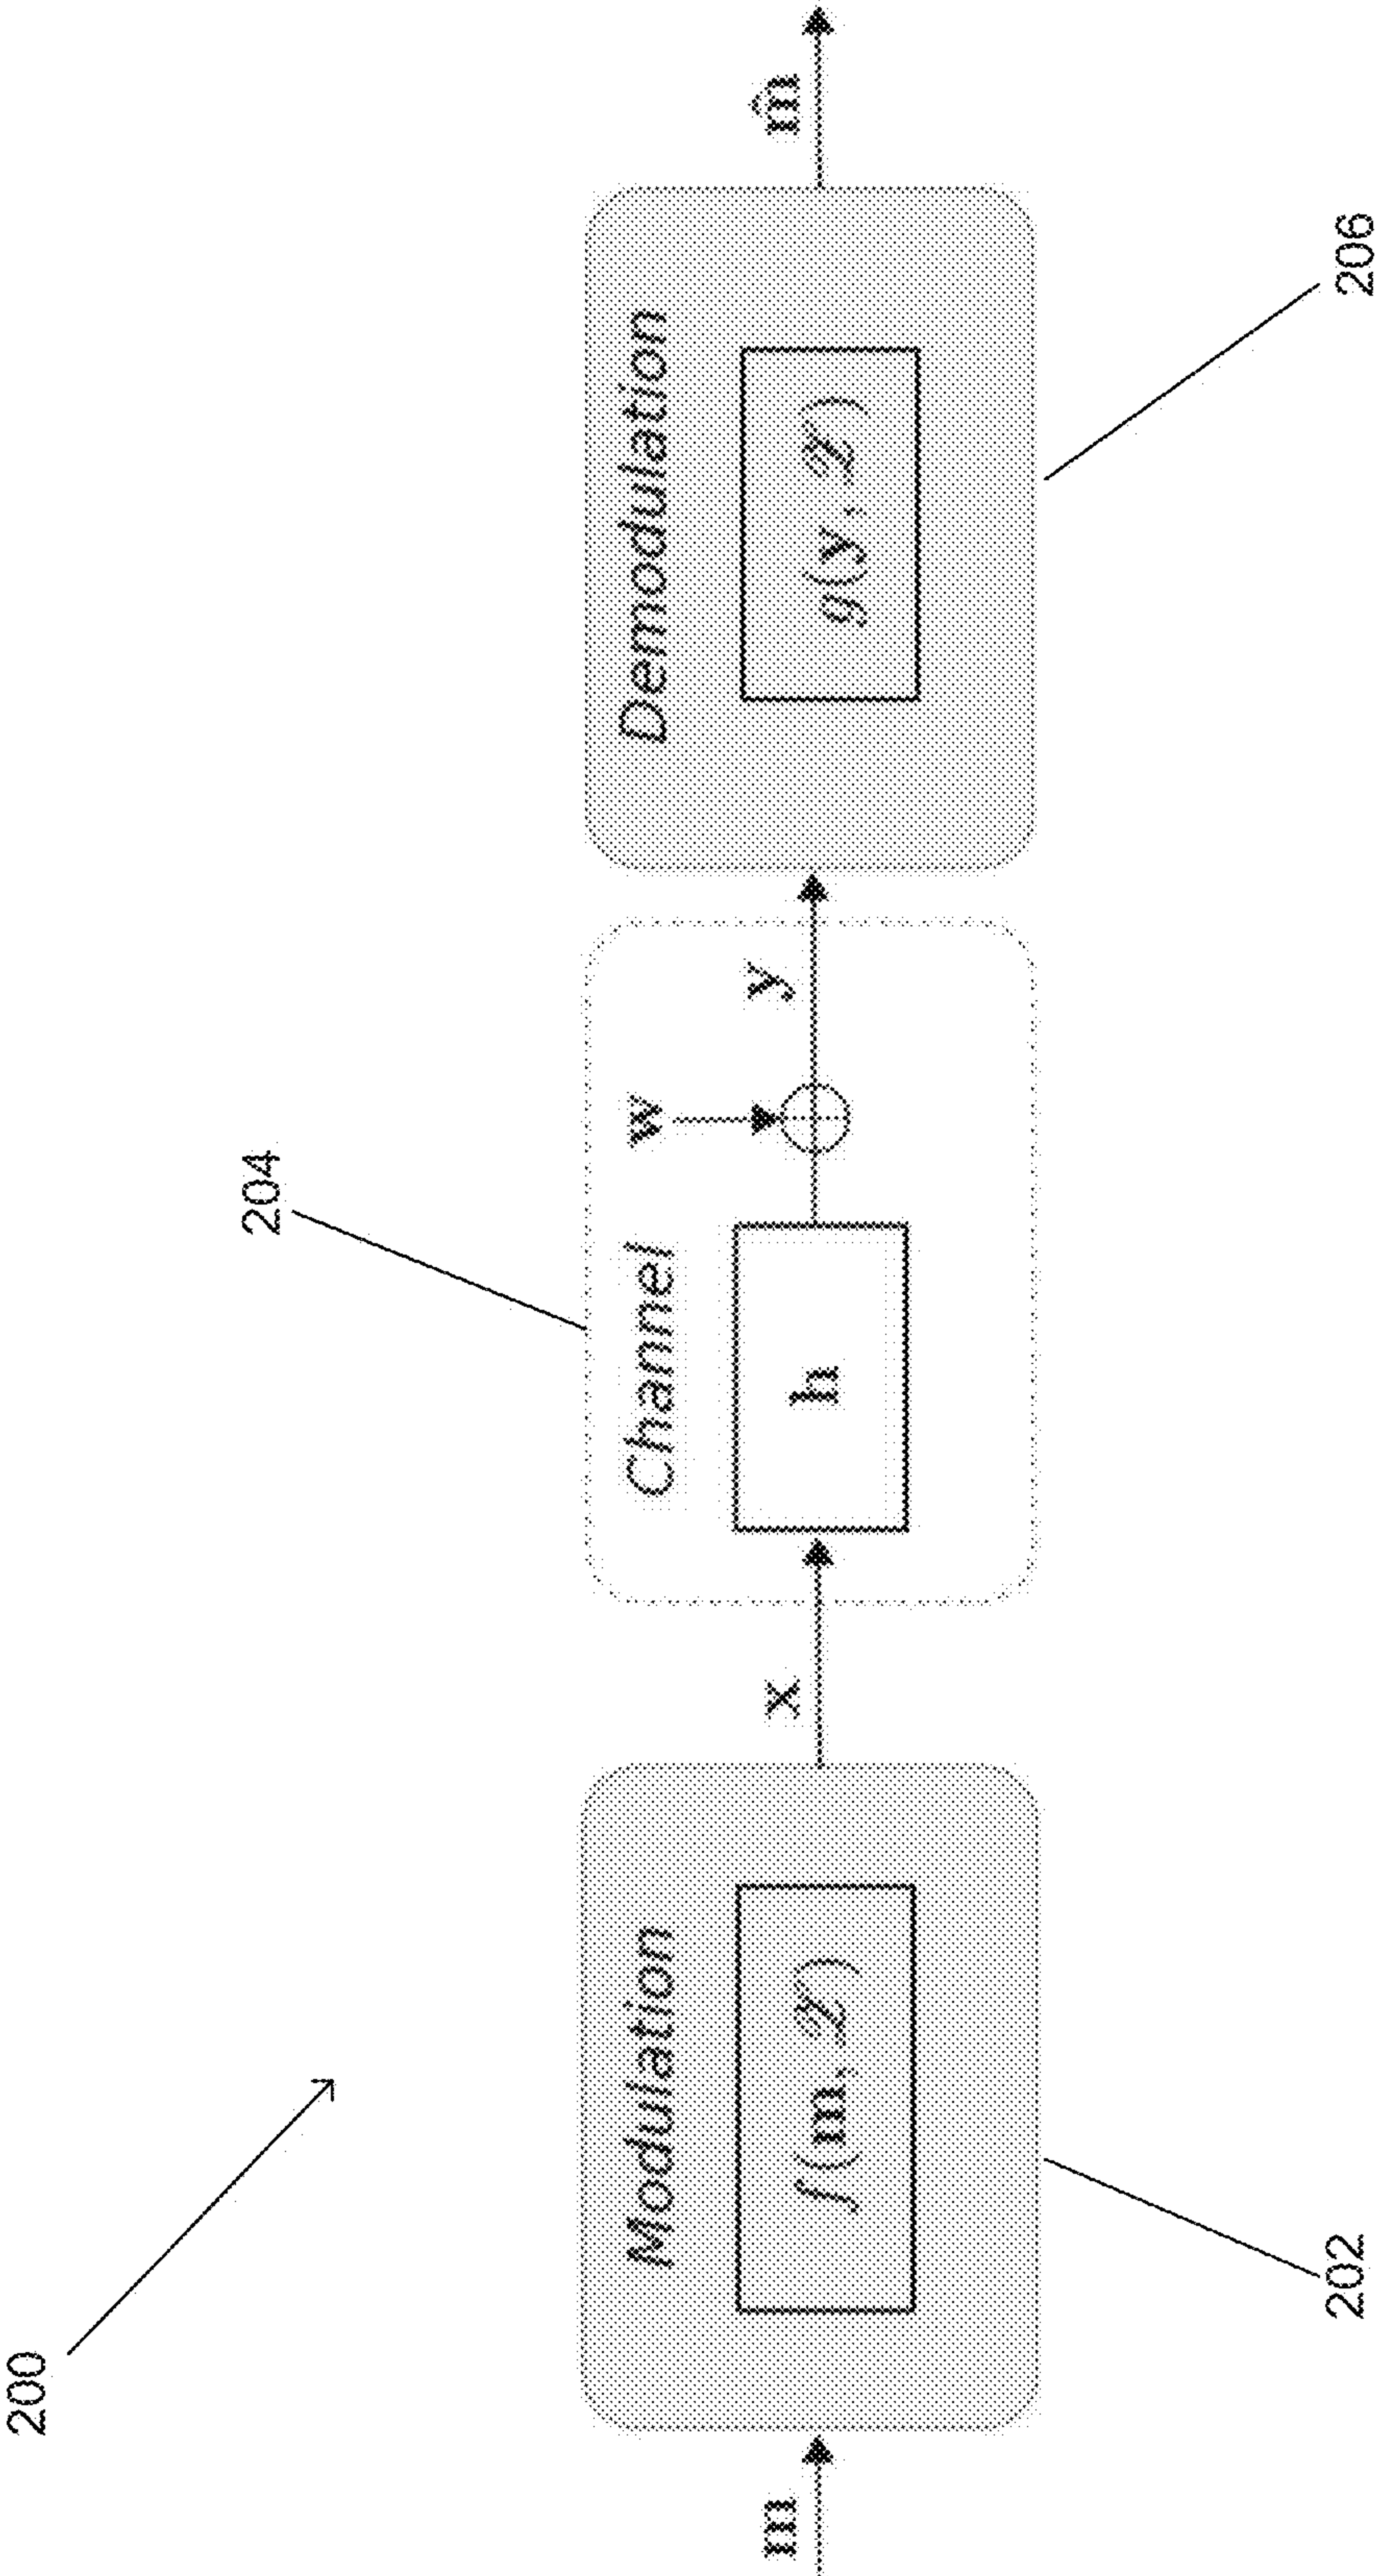 200
204
Modulation
Channel
Demodulation
w
m
x
y
m̂
f(m, 𝒳)
h
g(y, 𝒳)
202
206